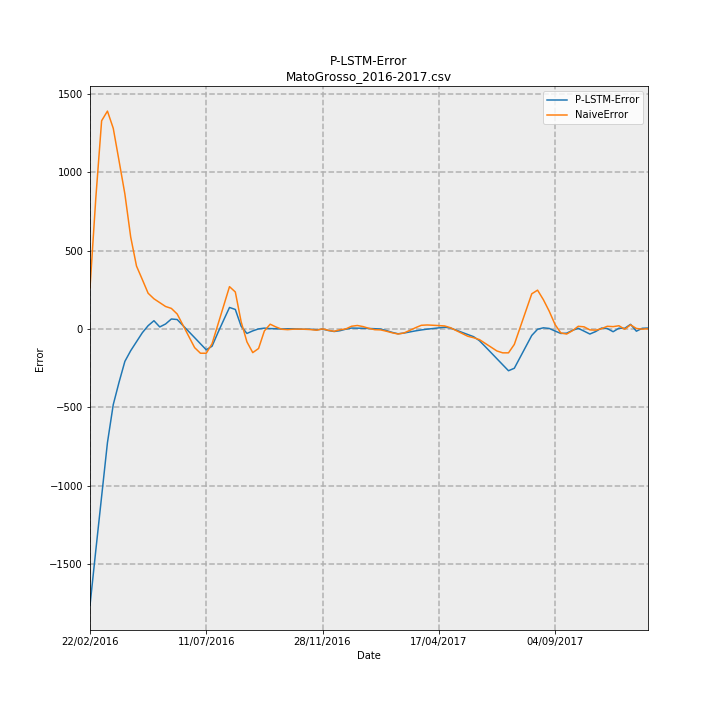 P-LSTM-Error
MatoGrosso_2016-2017.csv
P-LSTM-Error
NaiveError
1500
1000
500
0
−500
−1000
−1500
Error
22/02/2016
11/07/2016
28/11/2016
17/04/2017
04/09/2017
Date